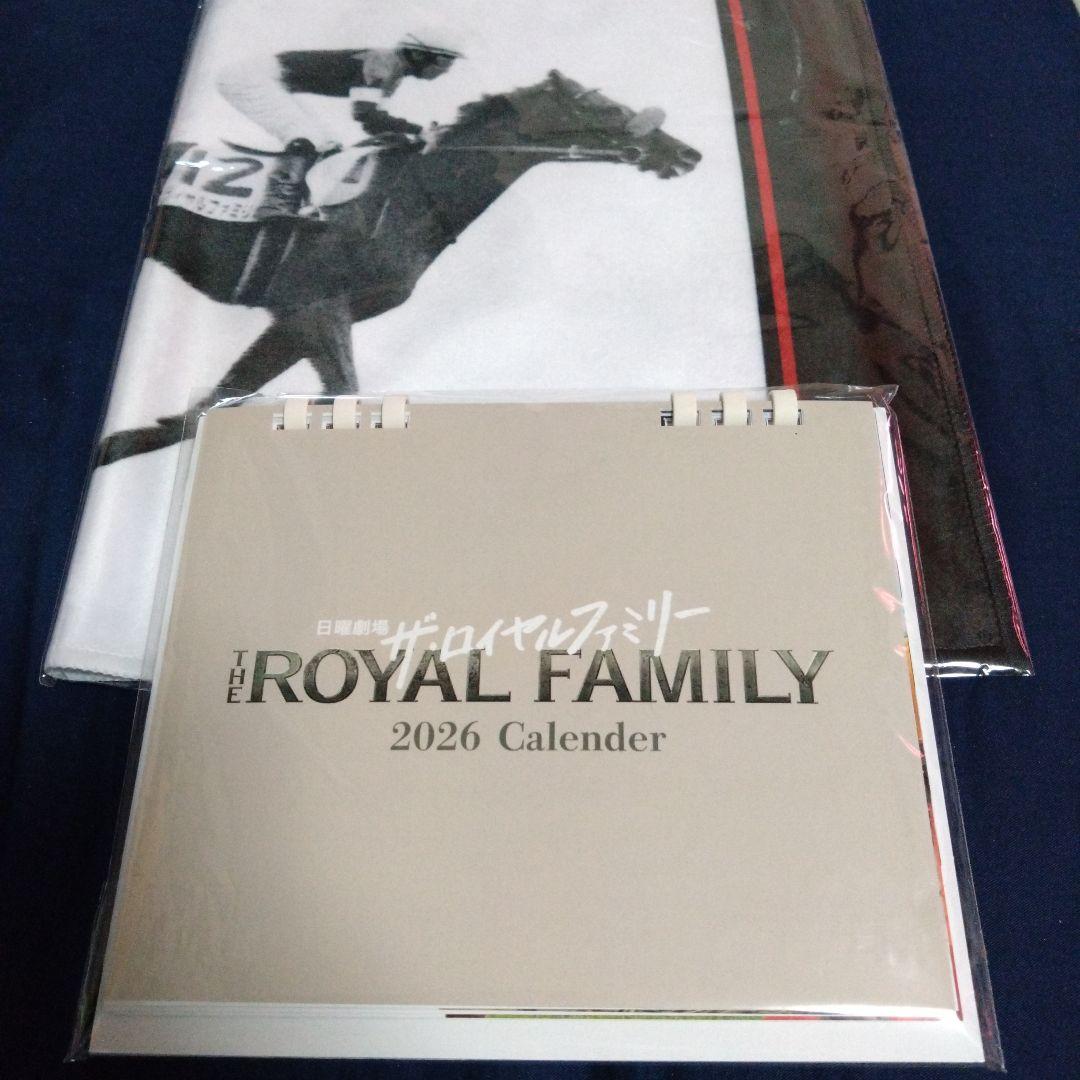 12
日曜劇場 ザ・ロイヤルファミリー
THE ROYAL FAMILY
2026 Calender